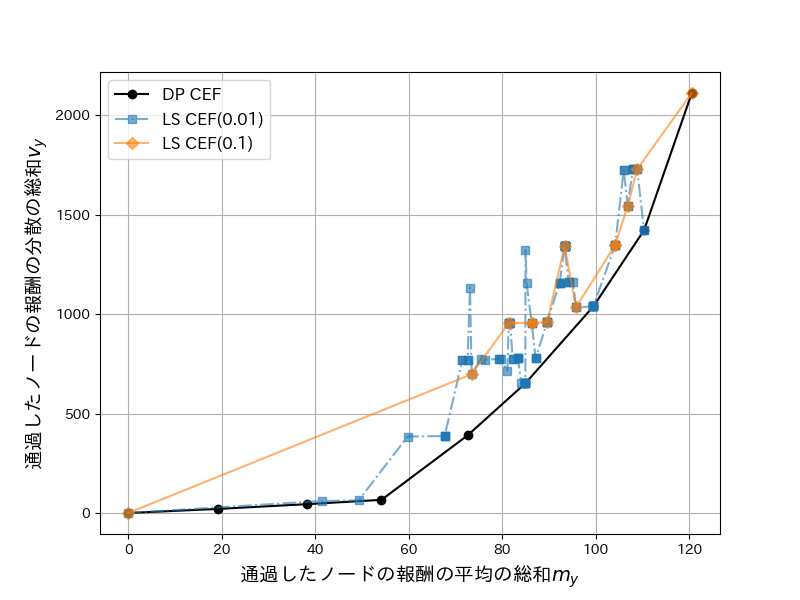 DP CEF
LS CEF(0.01)
LS CEF(0.1)
通過したノードの報酬の分散の総和v_y
2000
1500
1000
500
0
0 20 40 60 80 100 120
通過したノードの報酬の平均の総和m_y